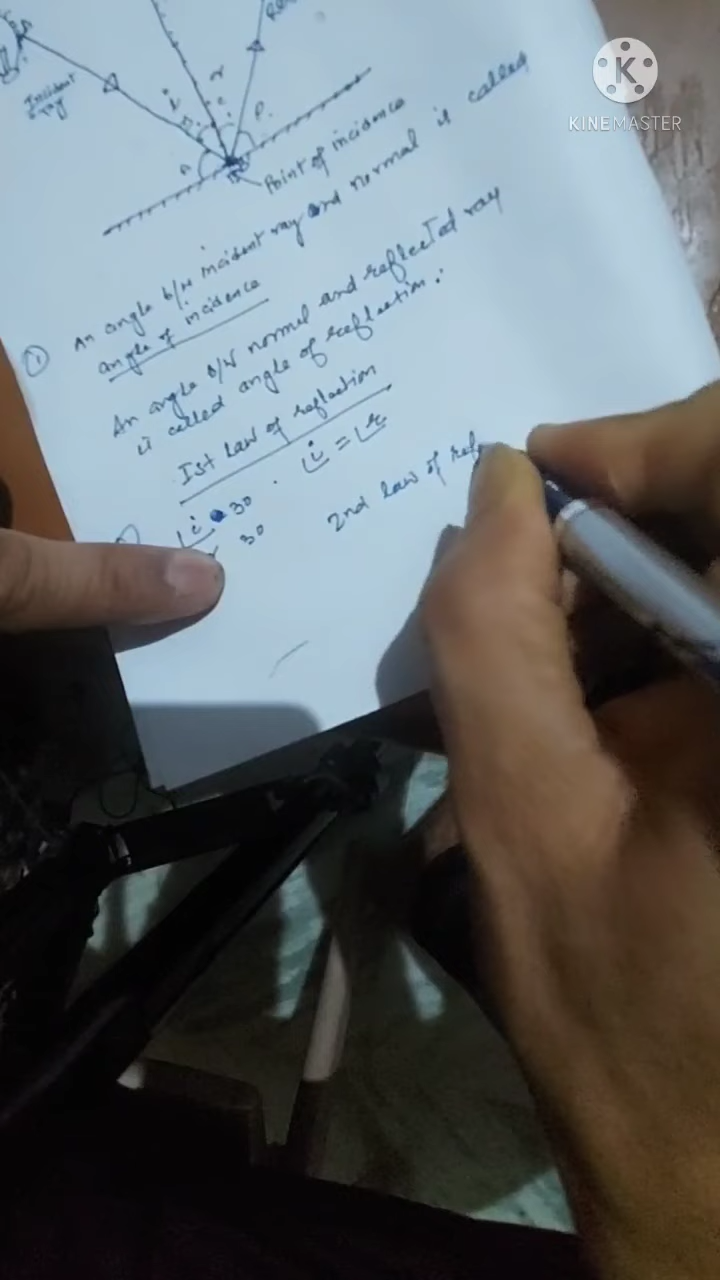 Incident
ray
i
r
Point of incidence
An angle b/w incident ray and normal is called
angle of incidence
An angle b/w normal and reflected ray
is called angle of reflection.
Ist Law of reflection
∠i = ∠r
∠i 30
30
2nd law of ref
K
KINEMASTER